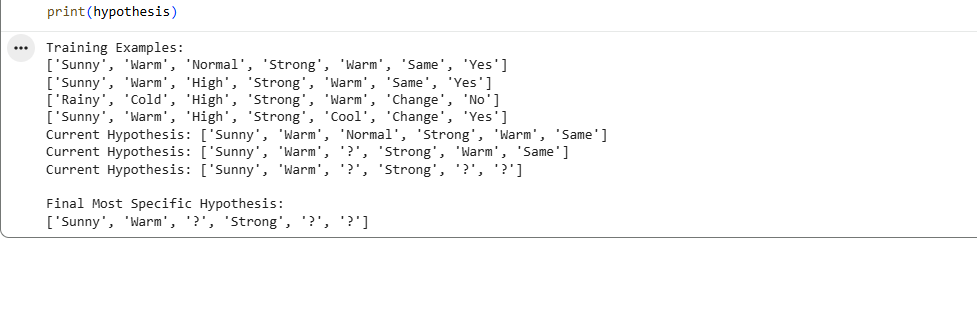 print(hypothesis)
Training Examples:
['Sunny', 'Warm', 'Normal', 'Strong', 'Warm', 'Same', 'Yes']
['Sunny', 'Warm', 'High', 'Strong', 'Warm', 'Same', 'Yes']
['Rainy', 'Cold', 'High', 'Strong', 'Warm', 'Change', 'No']
['Sunny', 'Warm', 'High', 'Strong', 'Cool', 'Change', 'Yes']
Current Hypothesis: ['Sunny', 'Warm', 'Normal', 'Strong', 'Warm', 'Same']
Current Hypothesis: ['Sunny', 'Warm', '?', 'Strong', 'Warm', 'Same']
Current Hypothesis: ['Sunny', 'Warm', '?', 'Strong', '?', '?']
Final Most Specific Hypothesis:
['Sunny', 'Warm', '?', 'Strong', '?', '?']